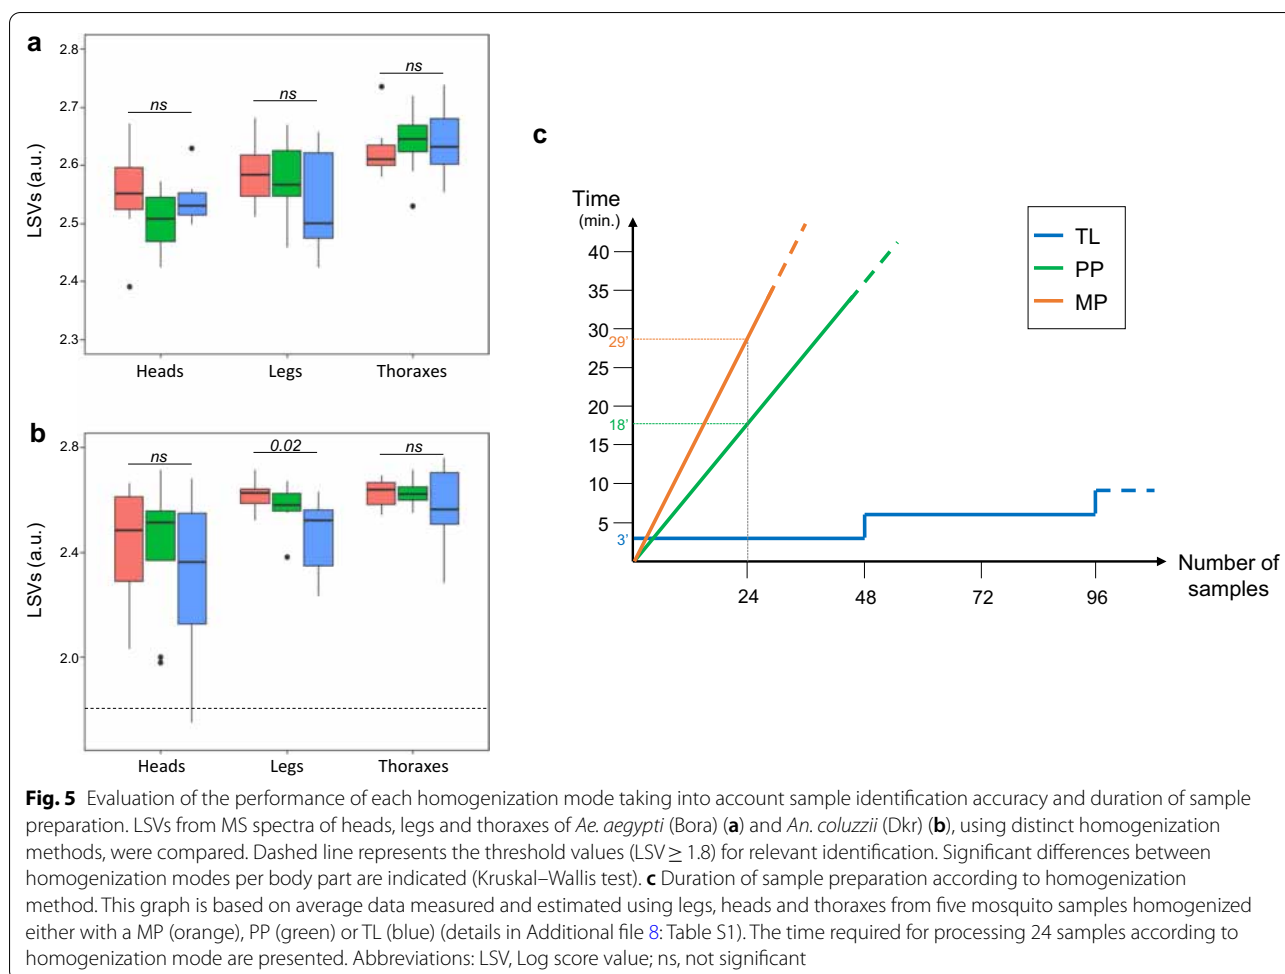 a
2.8
2.7
2.6
2.5
2.4
2.3
LSVs (a.u.)
ns
ns
ns
Heads
Legs
Thoraxes
b
2.8
2.4
2.0
LSVs (a.u.)
ns
0.02
ns
Heads
Legs
Thoraxes
c
Time
(min.)
40
35
30
29'
25
20
18'
15
10
5
3'
24
48
72
96
Number of
samples
TL
PP
MP
Fig. 5 Evaluation of the performance of each homogenization mode taking into account sample identification accuracy and duration of sample
preparation. LSVs from MS spectra of heads, legs and thoraxes of Ae. aegypti (Bora) (a) and An. coluzzii (Dkr) (b), using distinct homogenization
methods, were compared. Dashed line represents the threshold values (LSV ≥ 1.8) for relevant identification. Significant differences between
homogenization modes per body part are indicated (Kruskal–Wallis test). c Duration of sample preparation according to homogenization
method. This graph is based on average data measured and estimated using legs, heads and thoraxes from five mosquito samples homogenized
either with a MP (orange), PP (green) or TL (blue) (details in Additional file 8: Table S1). The time required for processing 24 samples according to
homogenization mode are presented. Abbreviations: LSV, Log score value; ns, not significant